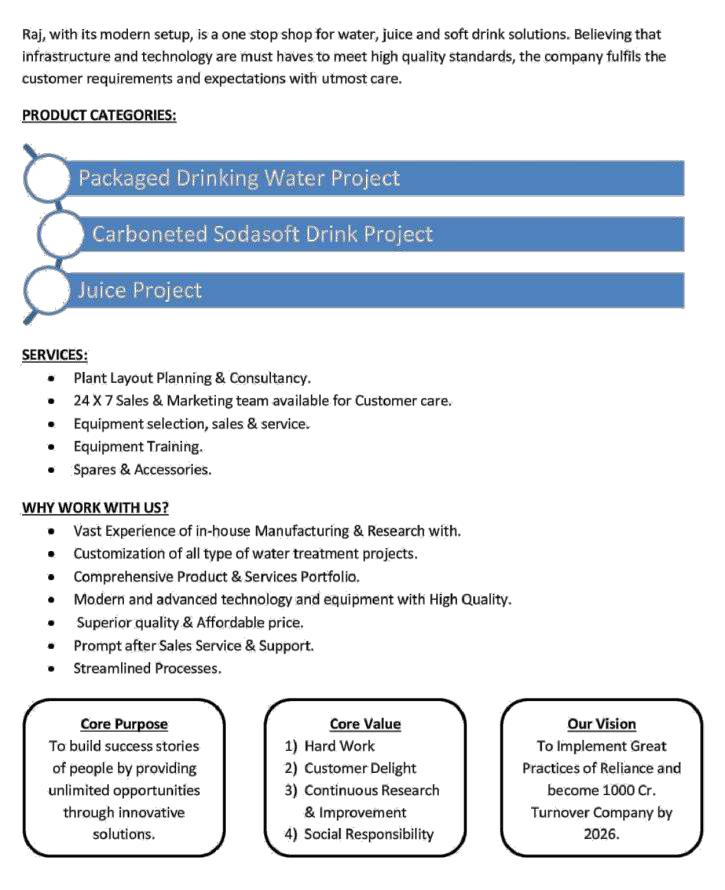 Raj, with its modern setup, is a one stop shop for water, juice and soft drink solutions. Believing that
infrastructure and technology are must haves to meet high quality standards, the company fulfils the
customer requirements and expectations with utmost care.
PRODUCT CATEGORIES:
Packaged Drinking Water Project
Carboneted Sodasoft Drink Project
Juice Project
SERVICES:
• Plant Layout Planning & Consultancy.
• 24 X 7 Sales & Marketing team available for Customer care.
• Equipment selection, sales & service.
• Equipment Training.
• Spares & Accessories.
WHY WORK WITH US?
• Vast Experience of in-house Manufacturing & Research with.
• Customization of all type of water treatment projects.
• Comprehensive Product & Services Portfolio.
• Modern and advanced technology and equipment with High Quality.
• Superior quality & Affordable price.
• Prompt after Sales Service & Support.
• Streamlined Processes.
Core Purpose
To build success stories
of people by providing
unlimited opportunities
through innovative
solutions.
Core Value
1) Hard Work
2) Customer Delight
3) Continuous Research
& Improvement
4) Social Responsibility
Our Vision
To Implement Great
Practices of Reliance and
become 1000 Cr.
Turnover Company by
2026.